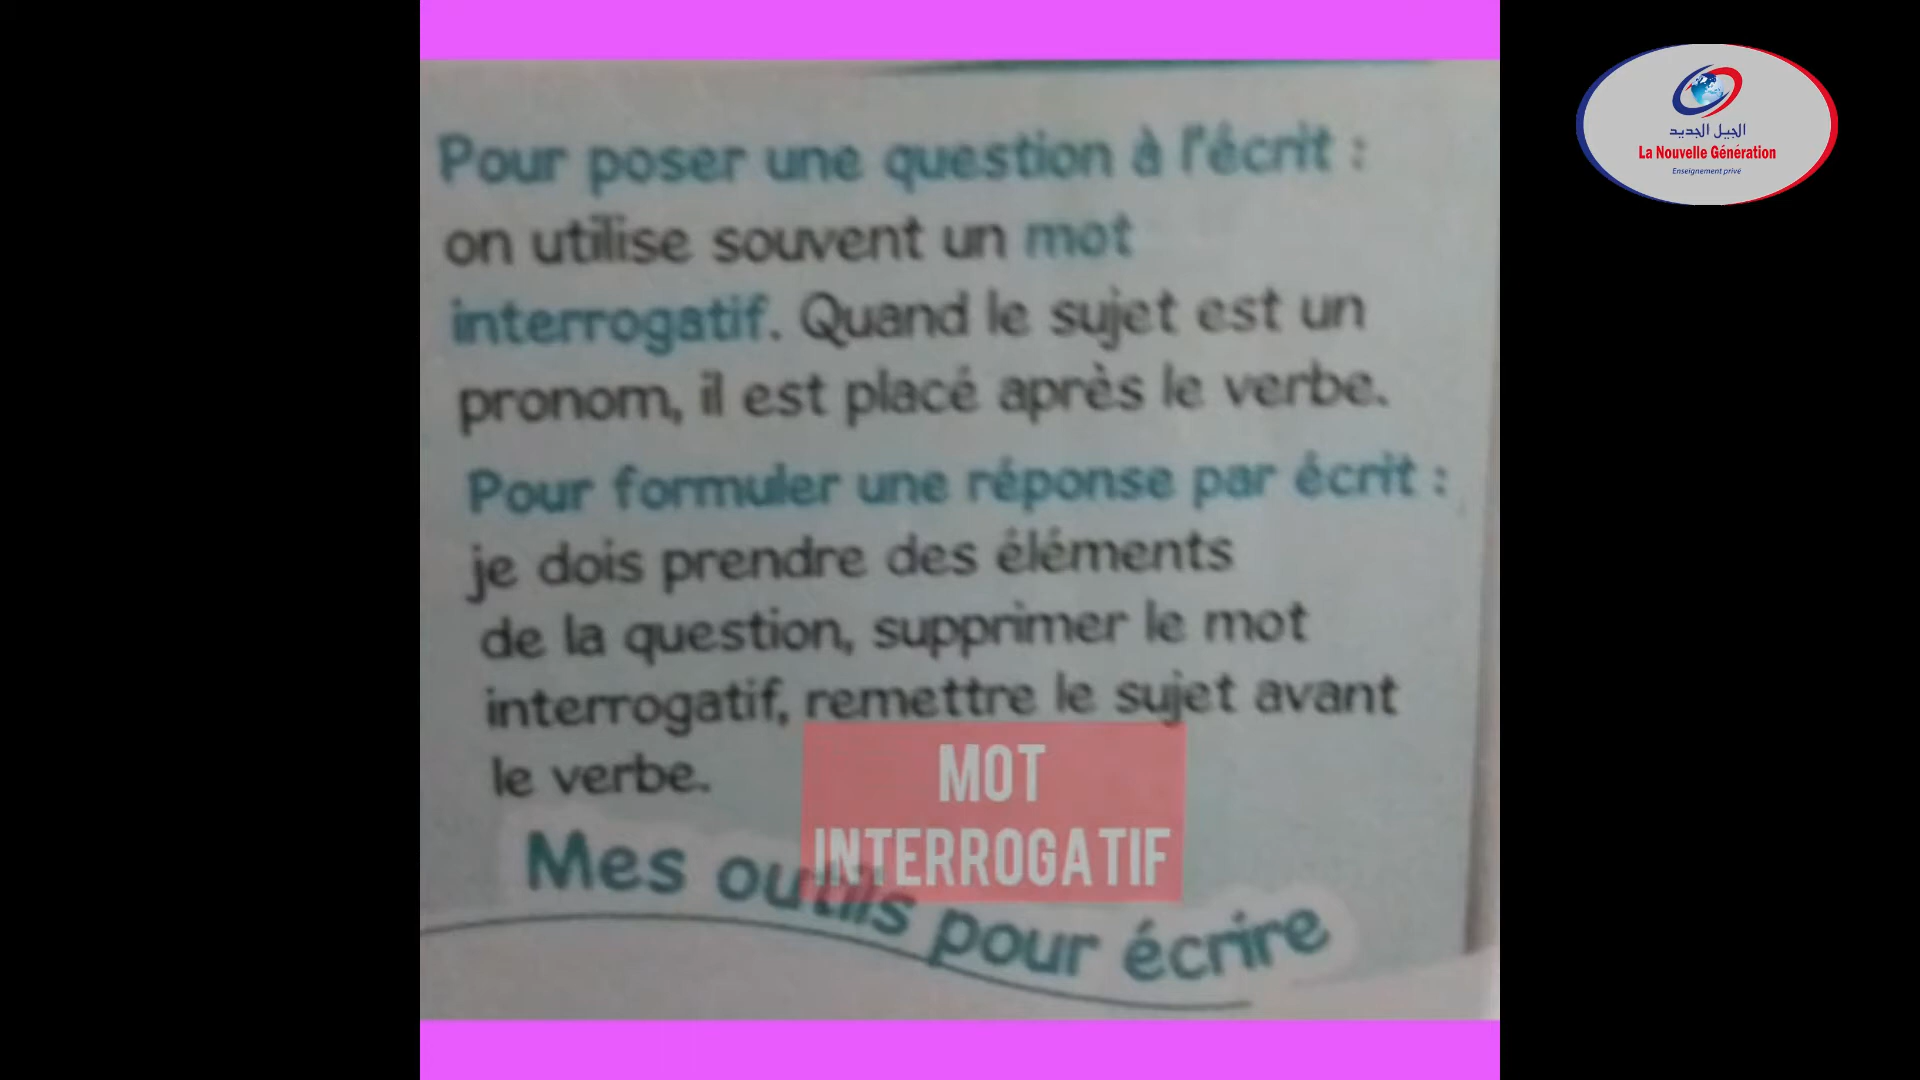 Pour poser une question à l'écrit :
on utilise souvent un mot
interrogatif. Quand le sujet est un
pronom, il est placé après le verbe.
Pour formuler une réponse par écrit :
je dois prendre des éléments
de la question, supprimer le mot
interrogatif, remettre le sujet avant
le verbe.
MOT
INTERROGATIF
Mes outils pour écrire
الجيل الجديد
La Nouvelle Génération
Enseignement privé